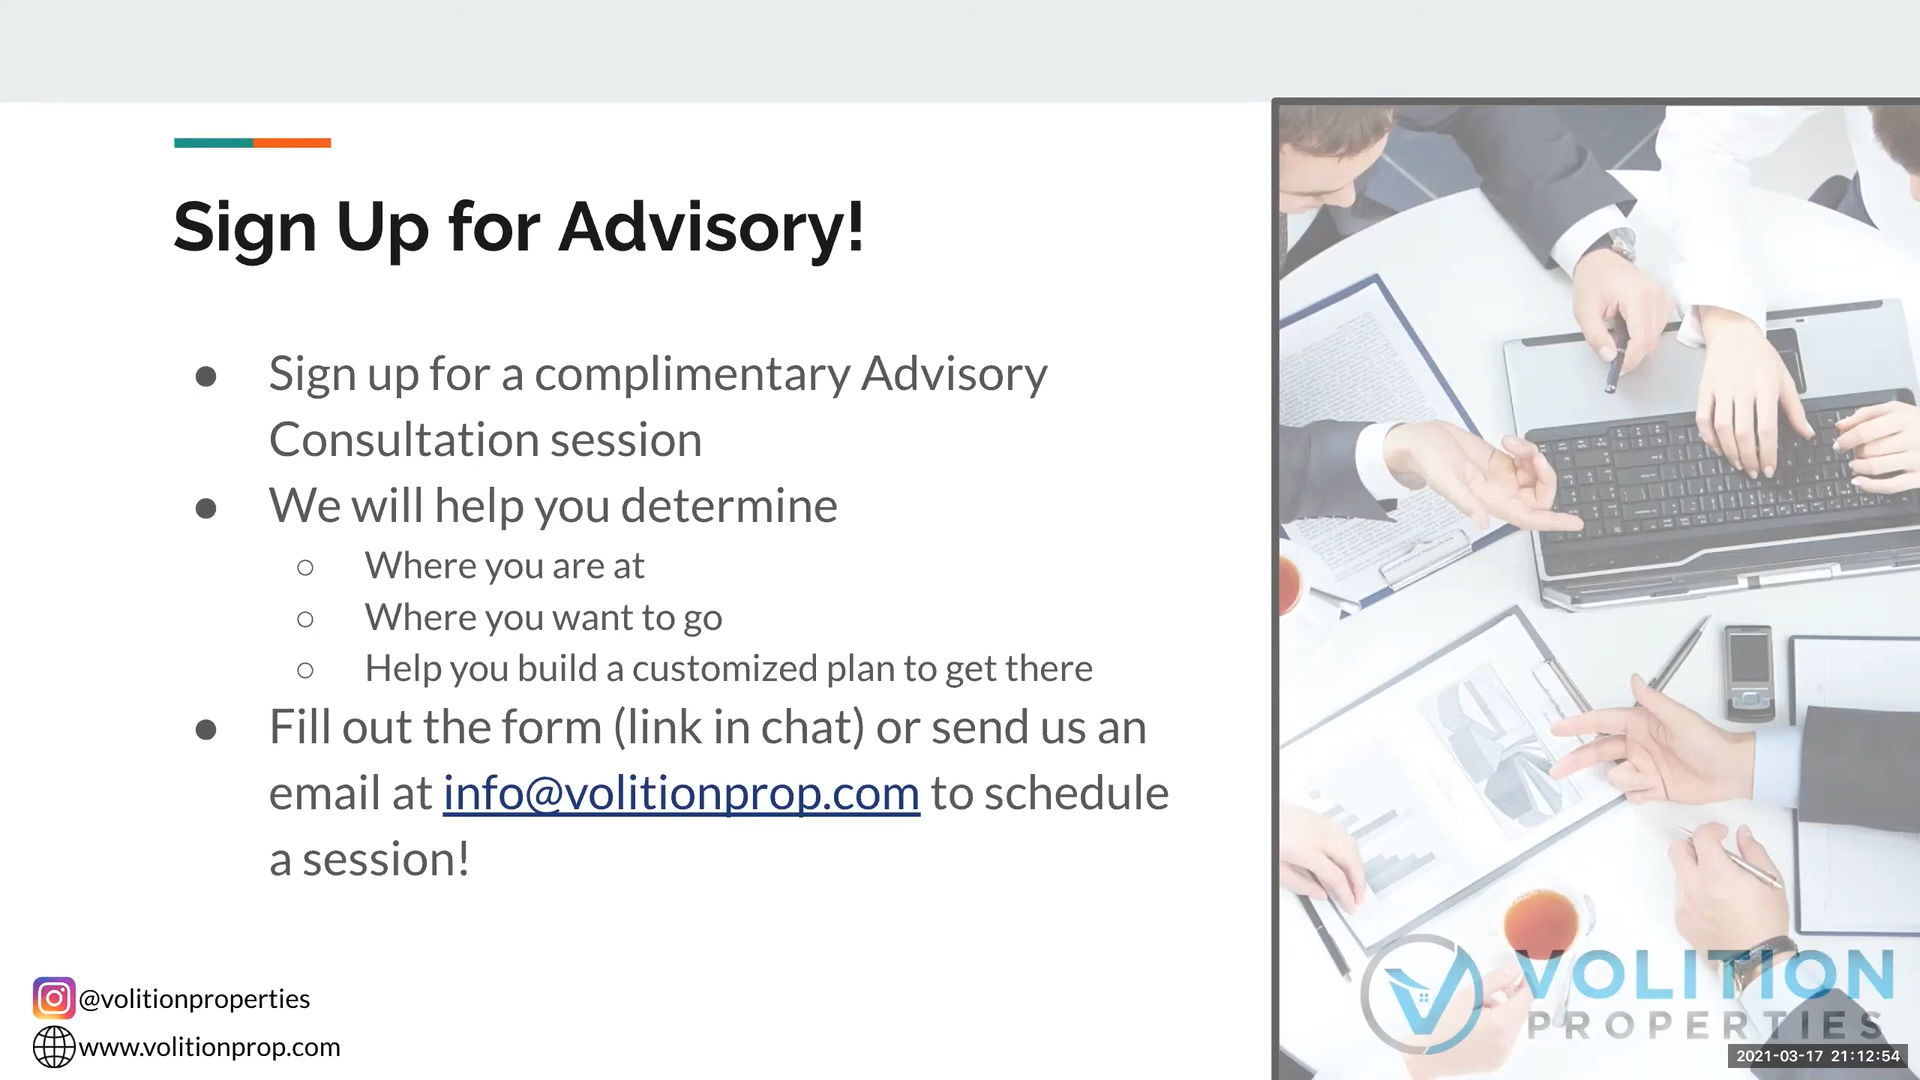 Sign Up for Advisory!
● Sign up for a complimentary Advisory
Consultation session
● We will help you determine
○ Where you are at
○ Where you want to go
○ Help you build a customized plan to get there
● Fill out the form (link in chat) or send us an
email at info@volitionprop.com to schedule
a session!
@volitionproperties
www.volitionprop.com
VOLITION
PROPERTIES
2021-03-17 21:12:54